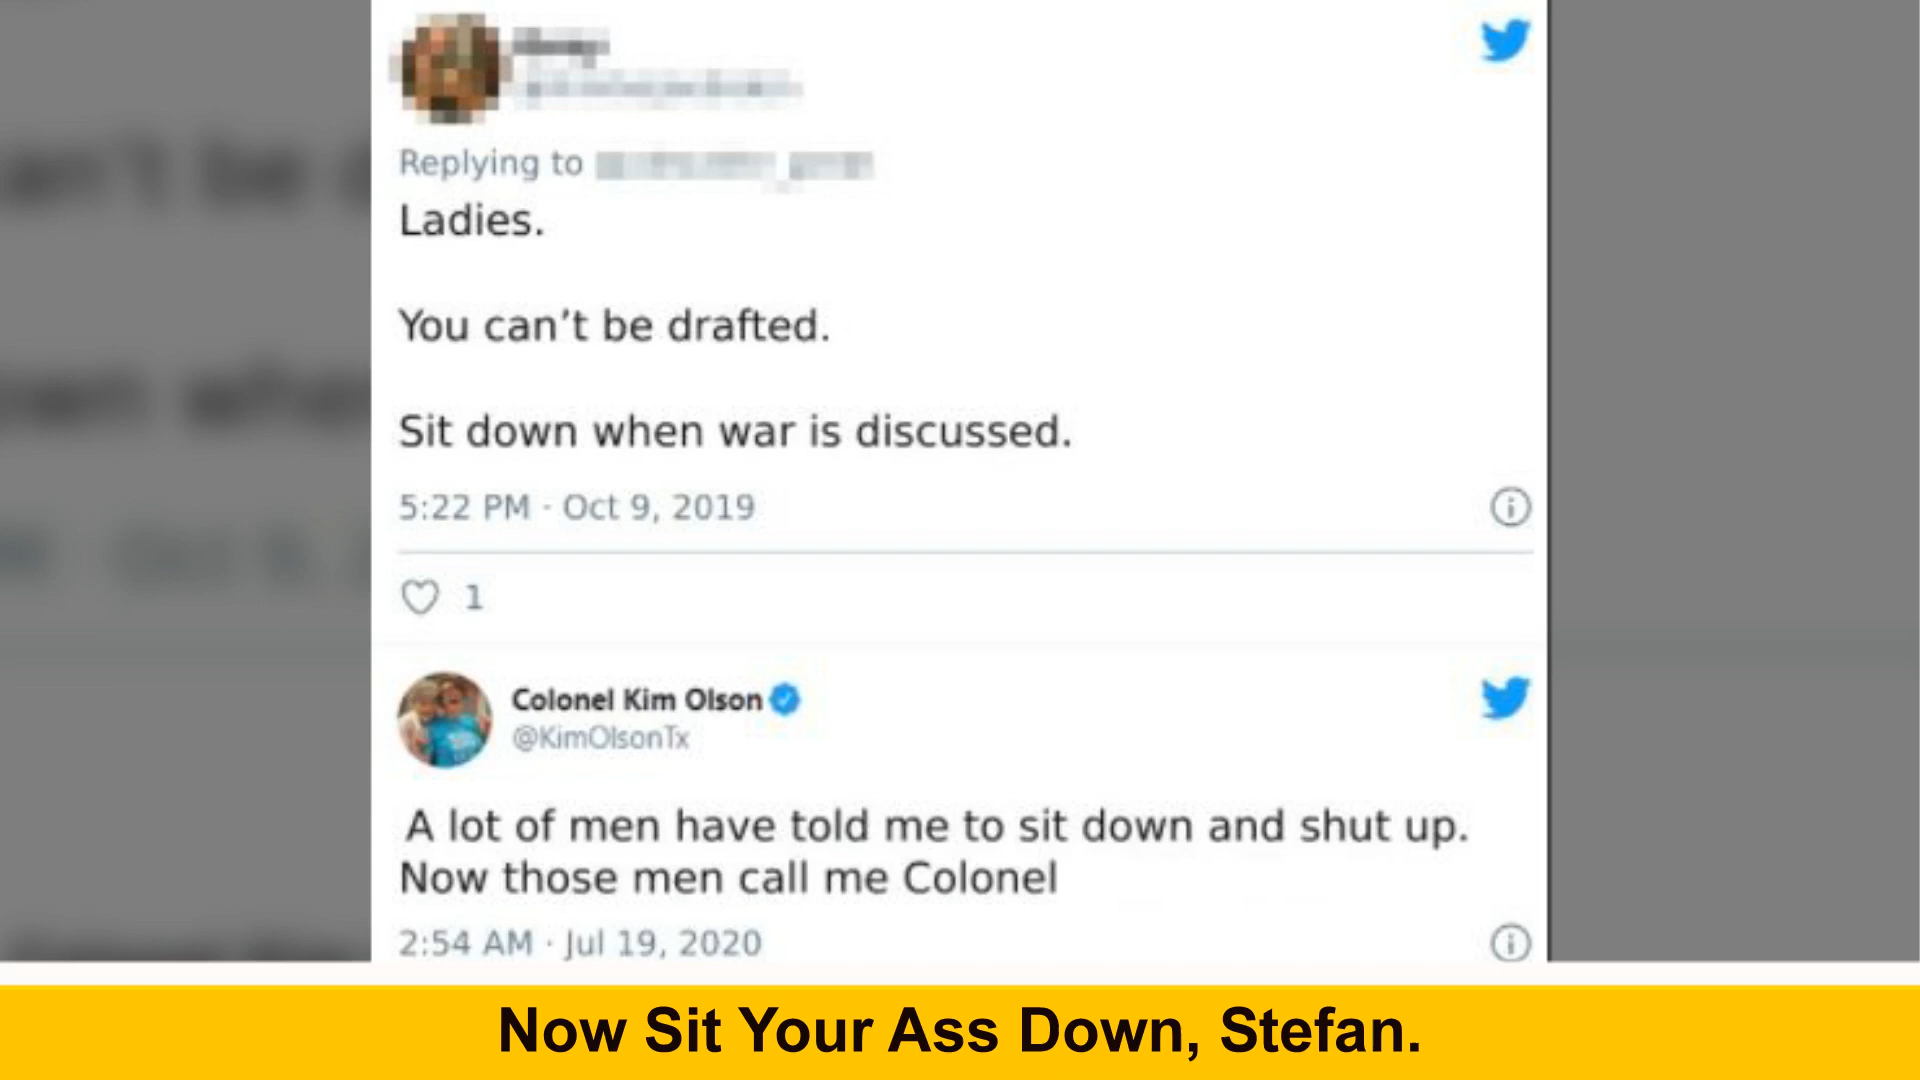 Replying to
Ladies.
You can’t be drafted.
Sit down when war is discussed.
5:22 PM · Oct 9, 2019
1
Colonel Kim Olson
@KimOlsonTx
A lot of men have told me to sit down and shut up.
Now those men call me Colonel
2:54 AM · Jul 19, 2020
Now Sit Your Ass Down, Stefan.